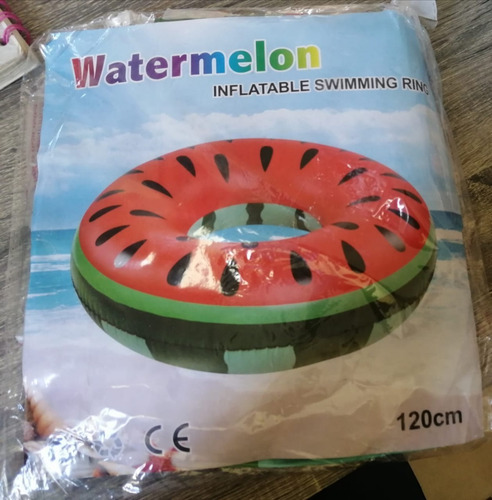 Watermelon
INFLATABLE SWIMMING RING
120cm
CE